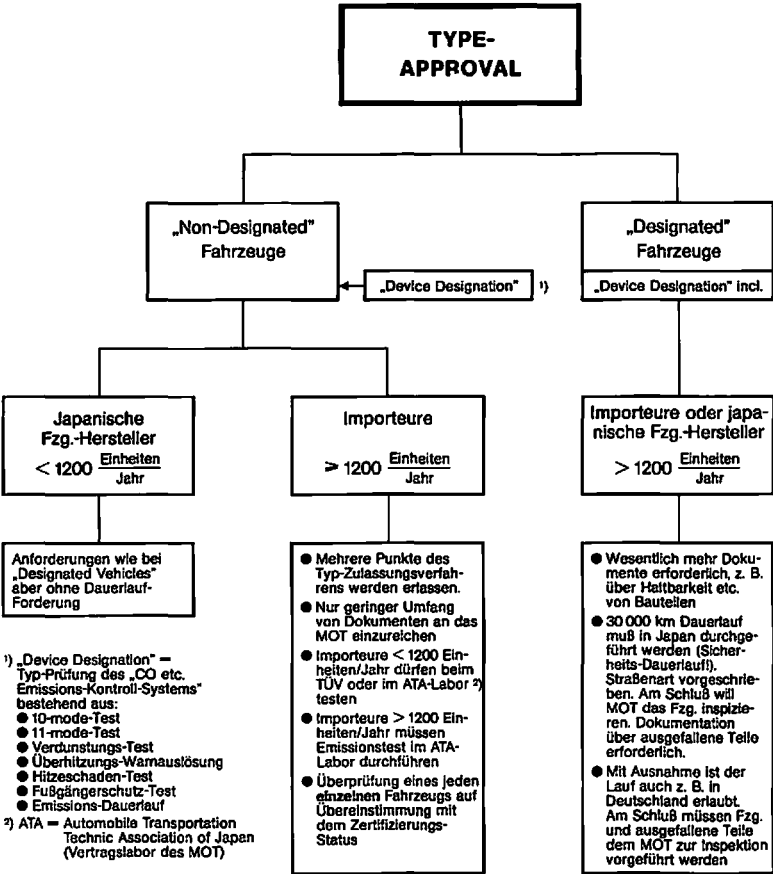 TYPE-
APPROVAL
„Non-Designated"
Fahrzeuge
„Device Designation" ¹)
„Designated"
Fahrzeuge
„Device Designation" incl.
Japanische
Fzg.-Hersteller
< 1200 Einheiten
Jahr
Importeure
≥ 1200 Einheiten
Jahr
Importeure oder japa-
nische Fzg.-Hersteller
> 1200 Einheiten
Jahr
Anforderungen wie bei
„Designated Vehicles"
aber ohne Dauerlauf-
Forderung
● Mehrere Punkte des
Typ-Zulassungsverfah-
rens werden erlassen.
● Nur geringer Umfang
von Dokumenten an das
MOT einzureichen
● Importeure < 1200 Ein-
heiten/Jahr dürfen beim
TÜV oder im ATA-Labor ²)
testen
● Importeure > 1200 Ein-
heiten/Jahr müssen
Emissionstest im ATA-
Labor durchführen
● Überprüfung eines jeden
einzelnen Fahrzeugs auf
Übereinstimmung mit
dem Zertifizierungs-
Status
● Wesentlich mehr Doku-
mente erforderlich, z. B.
über Haltbarkeit etc.
von Bauteilen
● 30 000 km Dauerlauf
muß in Japan durchge-
führt werden (Sicher-
heits-Dauerlauf!).
Straßenart vorgeschrie-
ben. Am Schluß will
MOT das Fzg. inspizie-
ren. Dokumentation
über ausgefallene Teile
erforderlich.
● Mit Ausnahme ist der
Lauf auch z. B. in
Deutschland erlaubt.
Am Schluß müssen Fzg.
und ausgefallene Teile
dem MOT zur Inspektion
vorgeführt werden
¹) „Device Designation" =
Typ-Prüfung des „CO etc.
Emissions-Kontroll-Systems"
bestehend aus:
● 10-mode-Test
● 11-mode-Test
● Verdunstungs-Test
● Überhitzungs-Warnauslösung
● Hitzeschaden-Test
● Fußgängerschutz-Test
● Emissions-Dauerlauf
²) ATA = Automobile Transportation
Technic Association of Japan
(Vertragslabor des MOT)